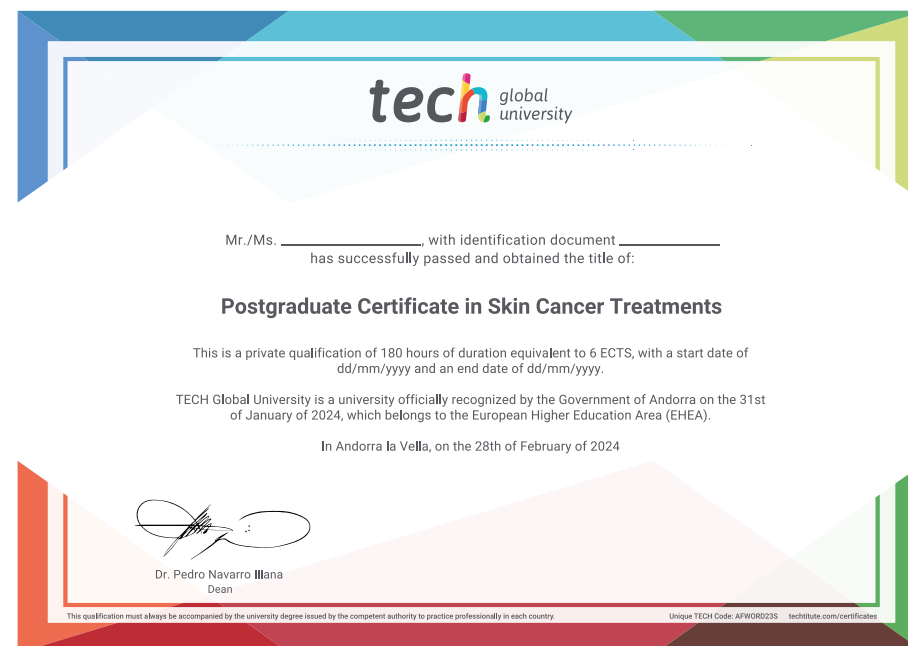 tech global university
Mr./Ms. ____________________, with identification document ______________
has successfully passed and obtained the title of:
Postgraduate Certificate in Skin Cancer Treatments
This is a private qualification of 180 hours of duration equivalent to 6 ECTS, with a start date of
dd/mm/yyyy and an end date of dd/mm/yyyy.
TECH Global University is a university officially recognized by the Government of Andorra on the 31st
of January of 2024, which belongs to the European Higher Education Area (EHEA).
In Andorra la Vella, on the 28th of February of 2024
Dr. Pedro Navarro Illana
Dean
This qualification must always be accompanied by the university degree issued by the competent authority to practice professionally in each country. Unique TECH Code: AFWORD23S techtitute.com/certificates